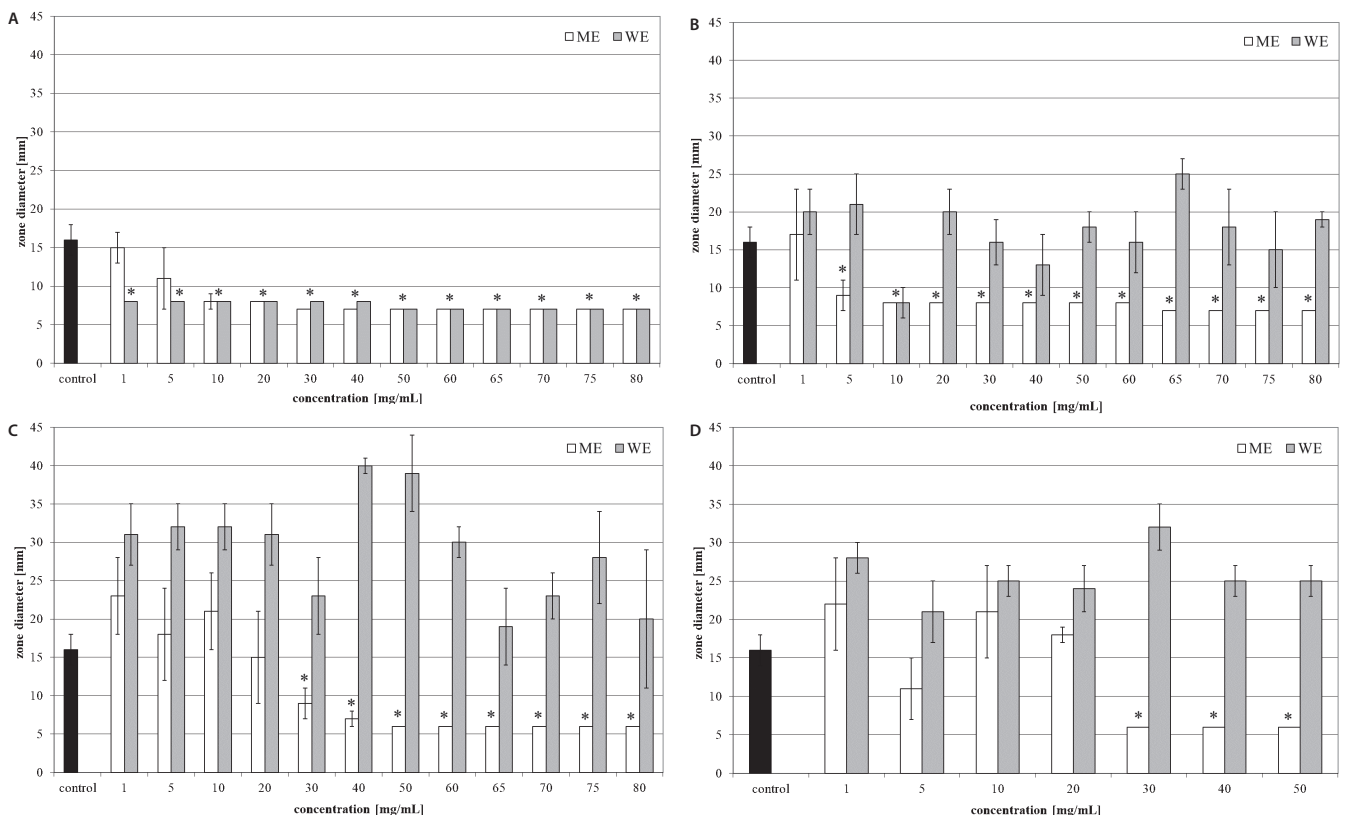 A
45
ME WE
40
35
30
25
20
15
10
5
0
zone diameter [mm]
* * * * * * * * * * * *
control 1 5 10 20 30 40 50 60 65 70 75 80
concentration [mg/mL]
B
45
ME WE
40
35
30
25
20
15
10
5
0
zone diameter [mm]
* * * * * * * * * * *
control 1 5 10 20 30 40 50 60 65 70 75 80
concentration [mg/mL]
C
45
ME WE
40
35
30
25
20
15
10
5
0
zone diameter [mm]
* * * * * * * *
control 1 5 10 20 30 40 50 60 65 70 75 80
concentration [mg/mL]
D
45
ME WE
40
35
30
25
20
15
10
5
0
zone diameter [mm]
* * *
control 1 5 10 20 30 40 50
concentration [mg/mL]